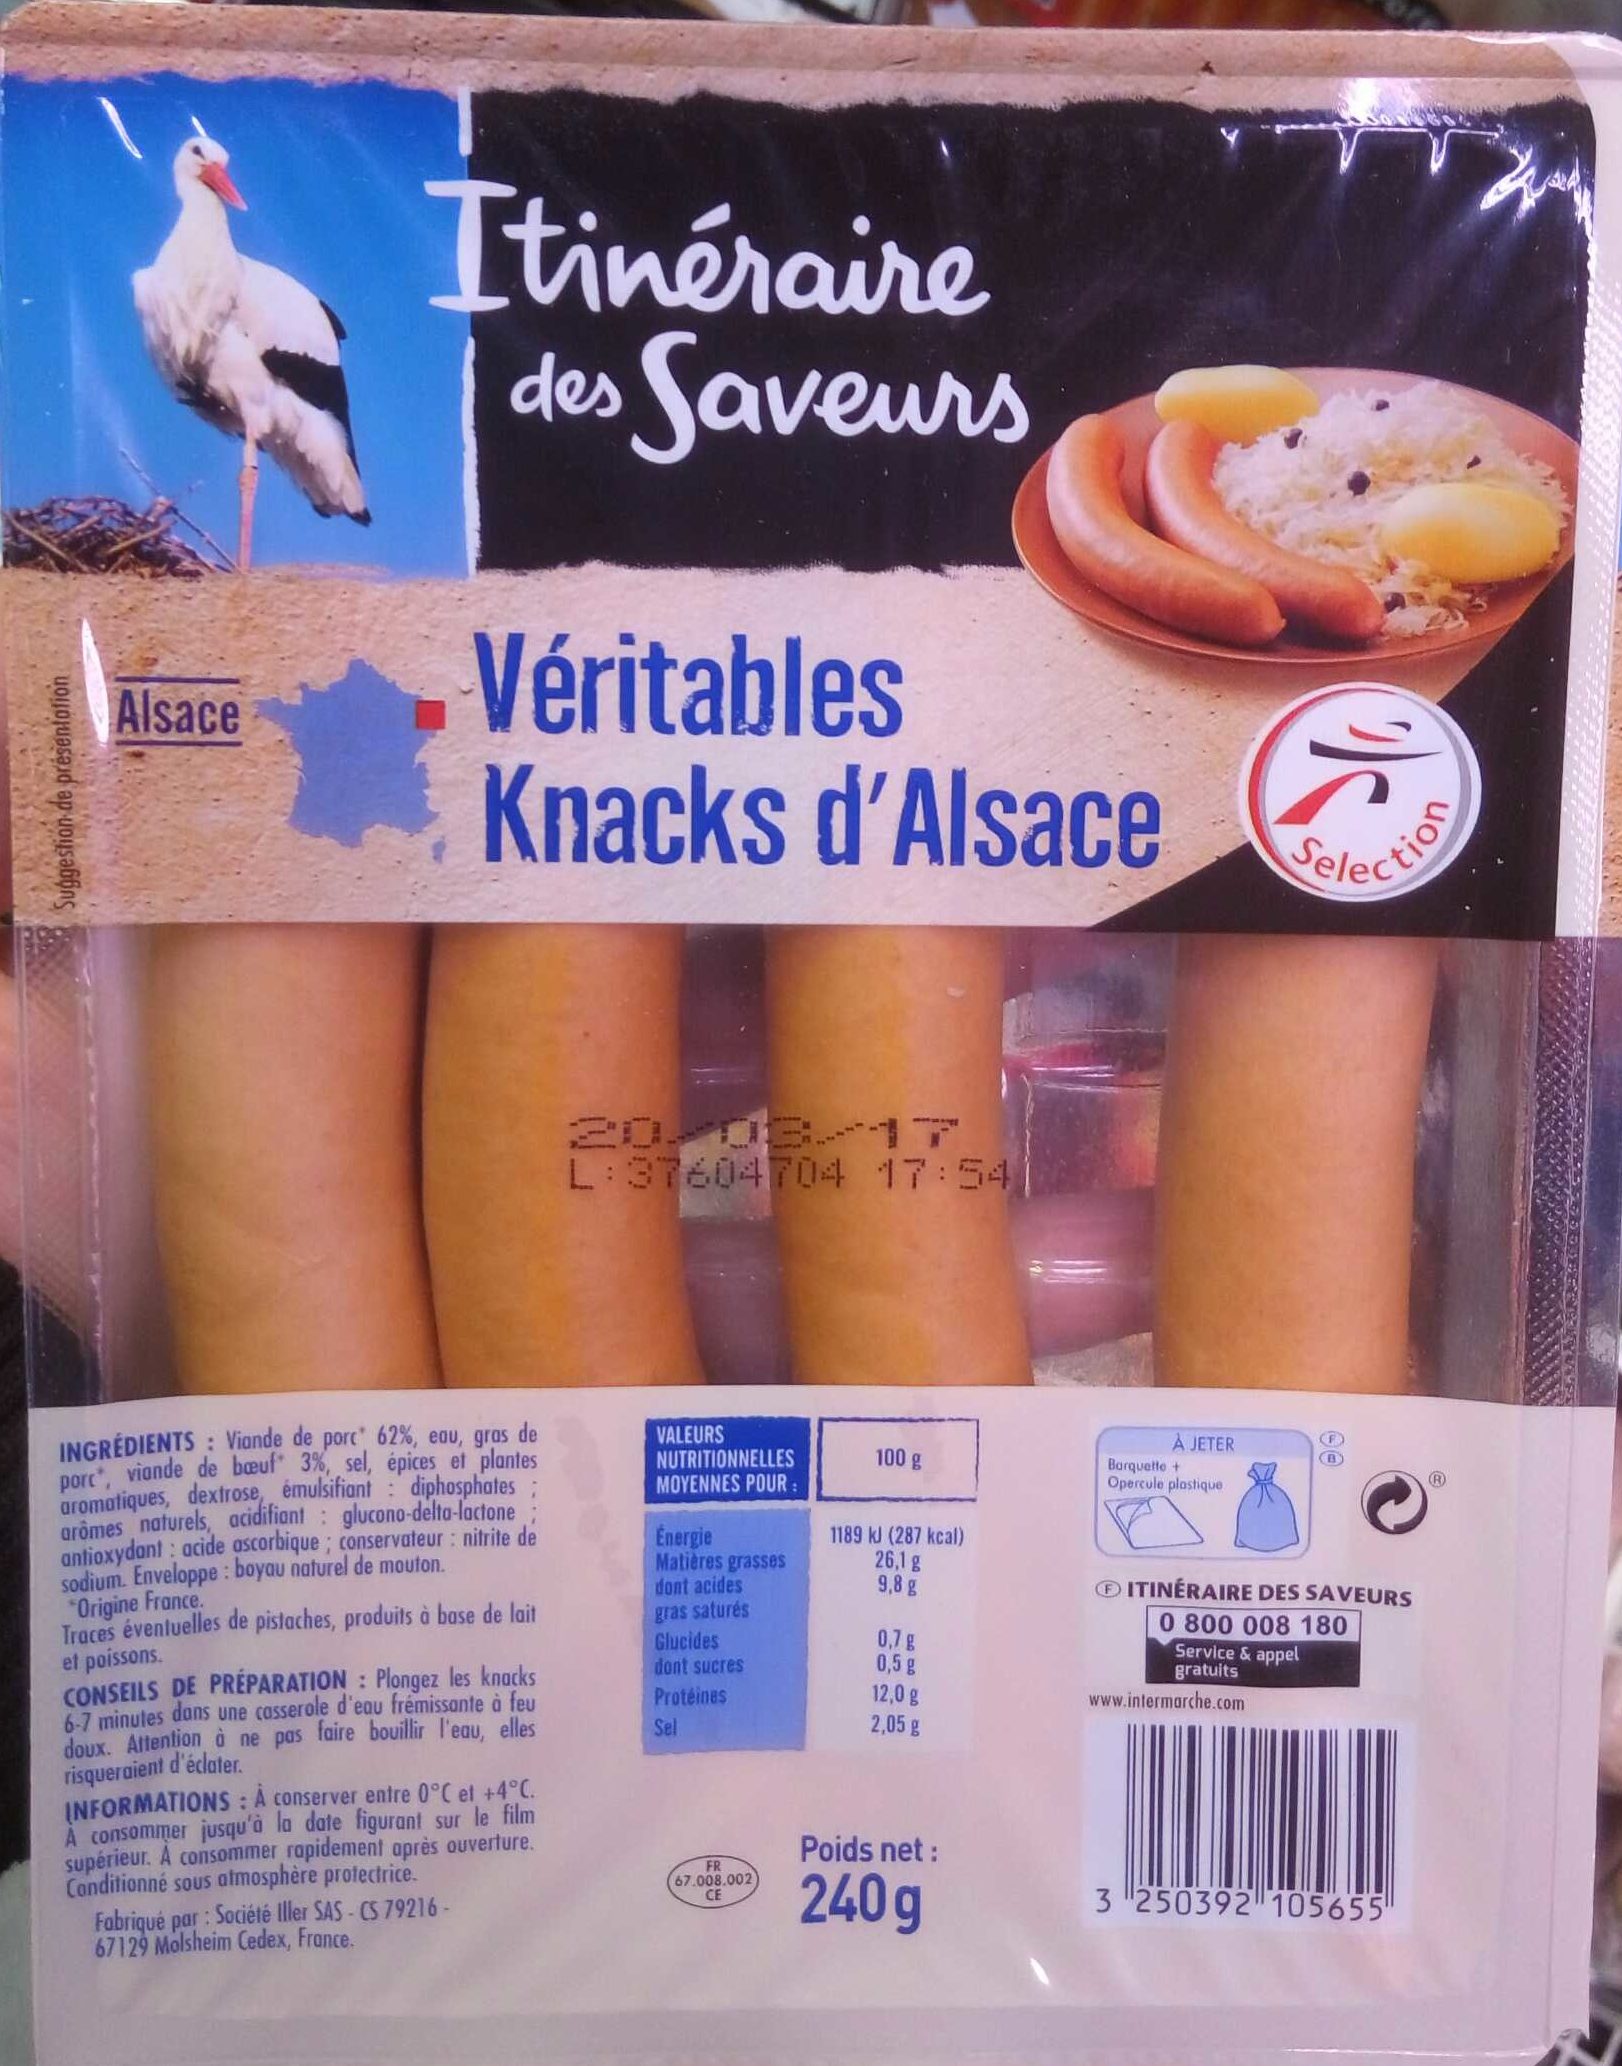 Itinéraire
des Saveurs
Suggestion de présentation
Alsace
Véritables
Knacks d'Alsace
Selection
20/03/17
L:37604704 17:54
INGRÉDIENTS : Viande de porc* 62%, eau, gras de
porc*, viande de bœuf* 3%, sel, épices et plantes
aromatiques, dextrose, émulsifiant : diphosphates ;
arômes naturels, acidifiant : glucono-delta-lactone ;
antioxydant : acide ascorbique ; conservateur : nitrite de
sodium. Enveloppe : boyau naturel de mouton.
*Origine France.
Traces éventuelles de pistaches, produits à base de lait
et poissons.
CONSEILS DE PRÉPARATION : Plongez les knacks
6-7 minutes dans une casserole d'eau frémissante à feu
doux. Attention à ne pas faire bouillir l'eau, elles
risqueraient d'éclater.
INFORMATIONS : À conserver entre 0°C et +4°C.
À consommer jusqu'à la date figurant sur le film
supérieur. À consommer rapidement après ouverture.
Conditionné sous atmosphère protectrice.
Fabriqué par : Société Iller SAS - CS 79216 -
67129 Molsheim Cedex, France.
VALEURS
NUTRITIONNELLES
MOYENNES POUR :
100 g
Énergie 1189 kJ (287 kcal)
Matières grasses 26,1 g
dont acides 9,8 g
gras saturés
Glucides 0,7 g
dont sucres 0,5 g
Protéines 12,0 g
Sel 2,05 g
FR
67.008.002
CE
Poids net :
240 g
À JETER
Barquette +
Opercule plastique
F
B
®
F ITINÉRAIRE DES SAVEURS
0 800 008 180
Service & appel
gratuits
www.intermarche.com
3 250392 105655